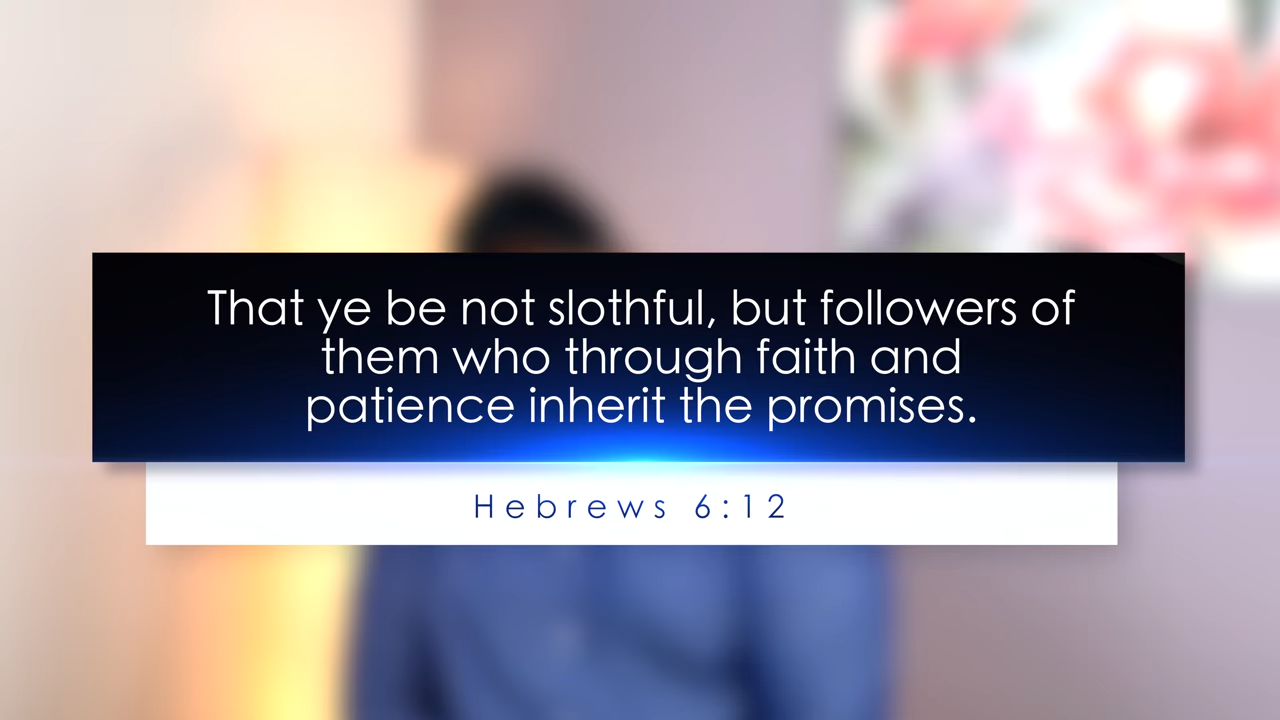 That ye be not slothful, but followers of
them who through faith and
patience inherit the promises.
Hebrews 6:12